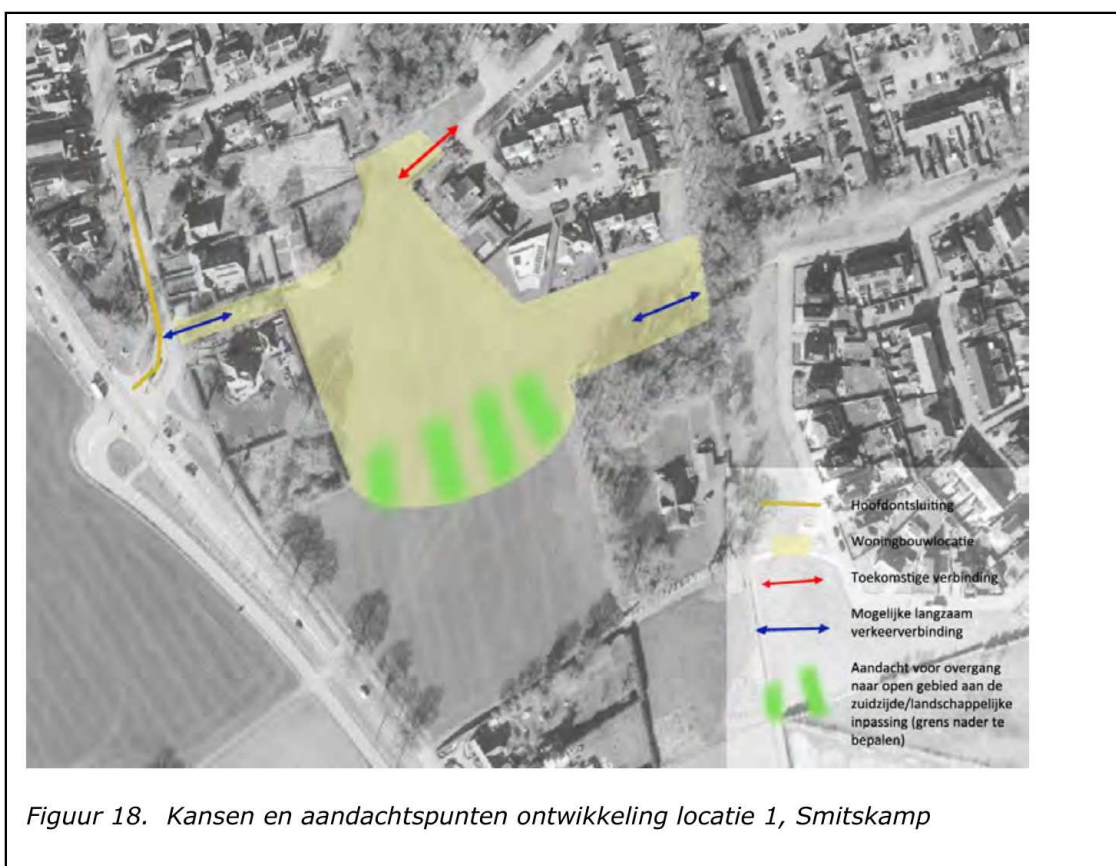 Hoofdontsluiting
Woningbouwlocatie
Toekomstige verbinding
Mogelijke langzaam
verkeerverbinding
Aandacht voor overgang
naar open gebied aan de
zuidzijde/landschappelijke
inpassing (grens nader te
bepalen)
Figuur 18. Kansen en aandachtspunten ontwikkeling locatie 1, Smitskamp